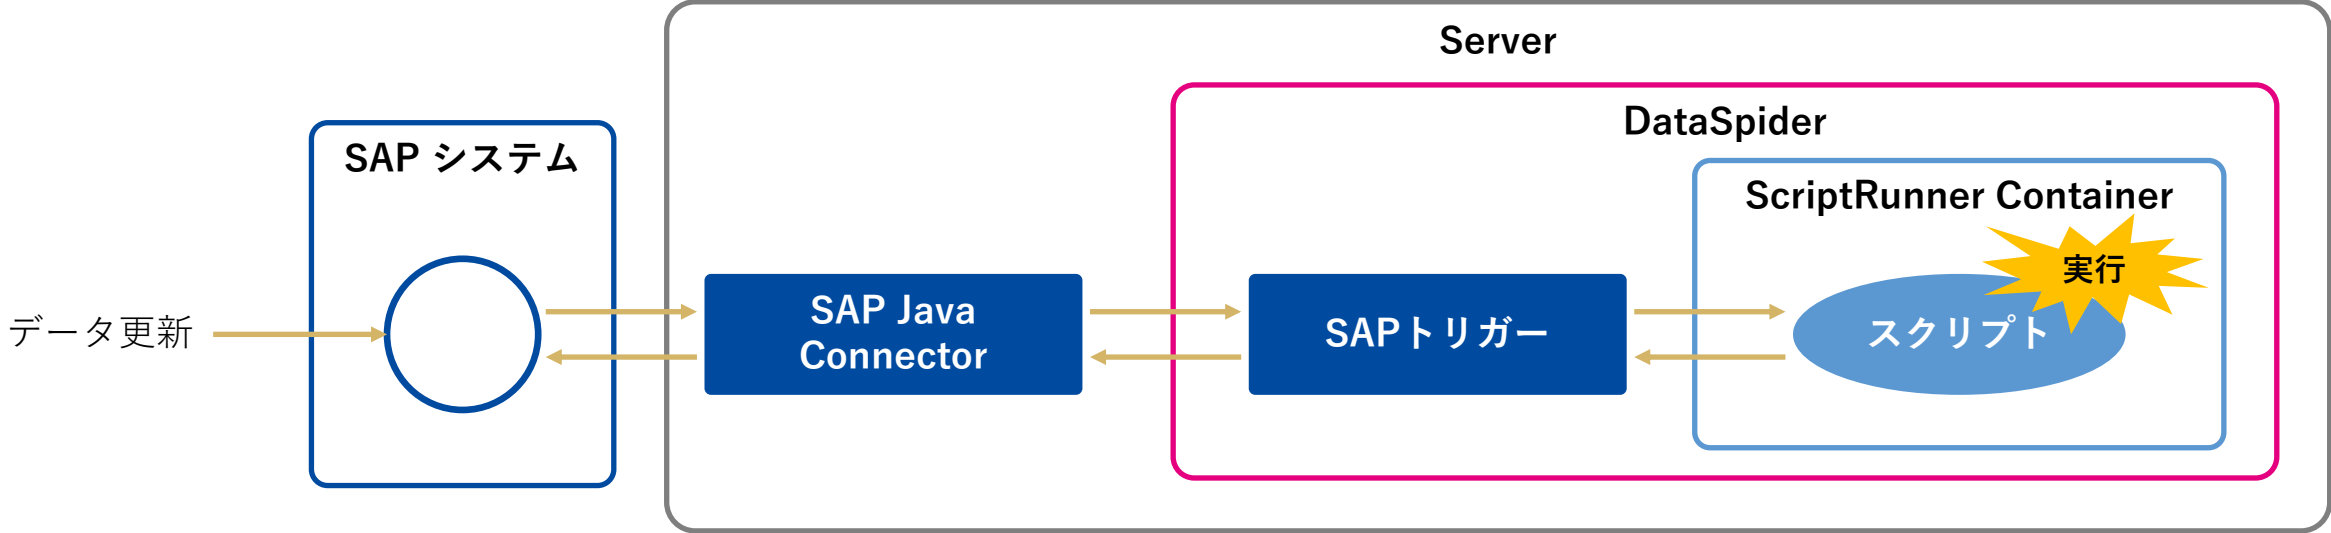 Server
DataSpider
SAP システム
ScriptRunner Container
実行
データ更新
SAP Java
Connector
SAPトリガー
スクリプト